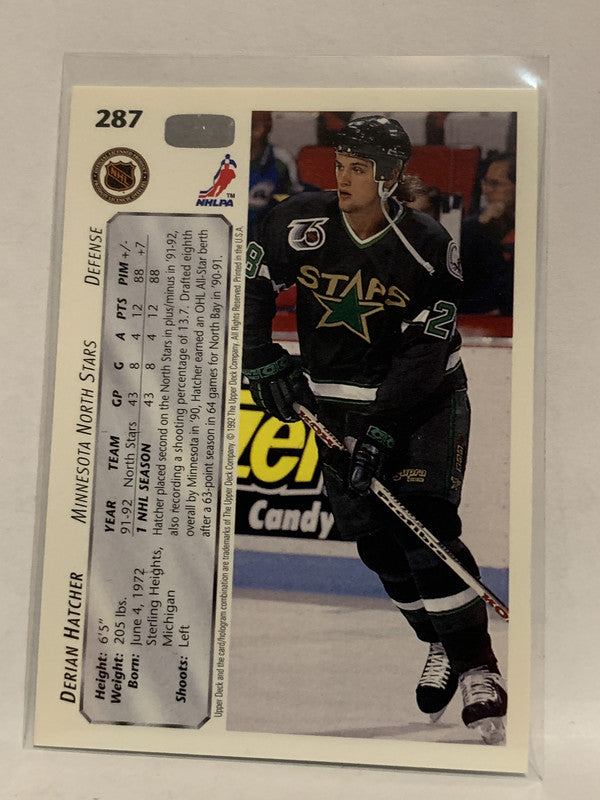 287
NHL
NHLPA
TM
DERIAN HATCHER MINNESOTA NORTH STARS DEFENSE
Height: 6'5"
Weight: 205 lbs.
Born: June 4, 1972
Sterling Heights,
Michigan
Shoots: Left
YEAR TEAM GP G A PTS PIM +/-
91-92 North Stars 43 8 4 12 88 +7
1 NHL SEASON 43 8 4 12 88
Hatcher placed second on the North Stars in plus/minus in '91-92,
also recording a shooting percentage of 13.7. Drafted eighth
overall by Minnesota in '90, Hatcher earned an OHL All-Star berth
after a 63-point season in 64 games for North Bay in '90-91.
Upper Deck and the card/hologram combination are trademarks of The Upper Deck Company. © 1992 The Upper Deck Company. All Rights Reserved. Printed in the U.S.A.
75
STARS
28
Supra
zer
Candy